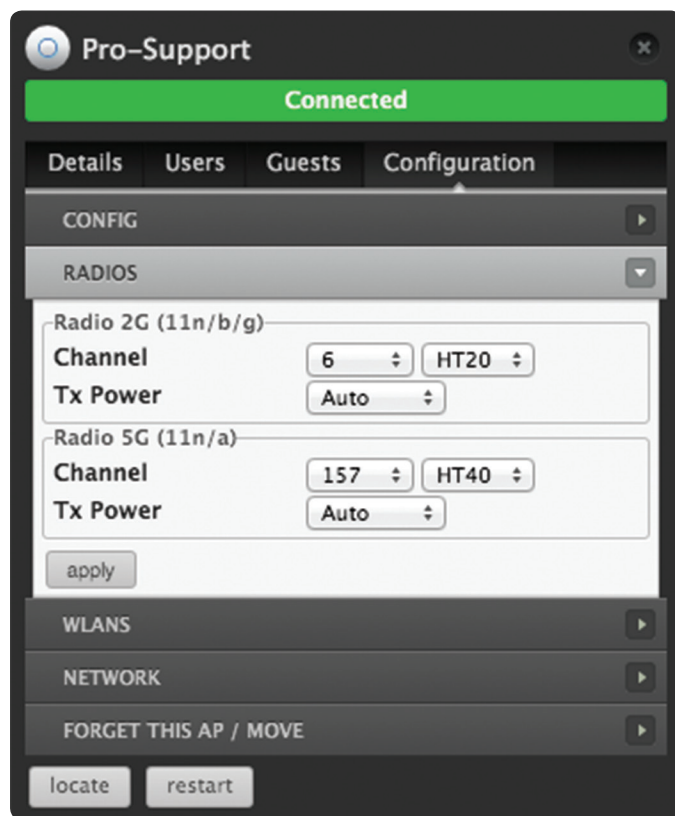 Pro-Support
Connected
Details Users Guests Configuration
CONFIG
RADIOS
Radio 2G (11n/b/g)
Channel 6 HT20
Tx Power Auto
Radio 5G (11n/a)
Channel 157 HT40
Tx Power Auto
apply
WLANS
NETWORK
FORGET THIS AP / MOVE
locate restart